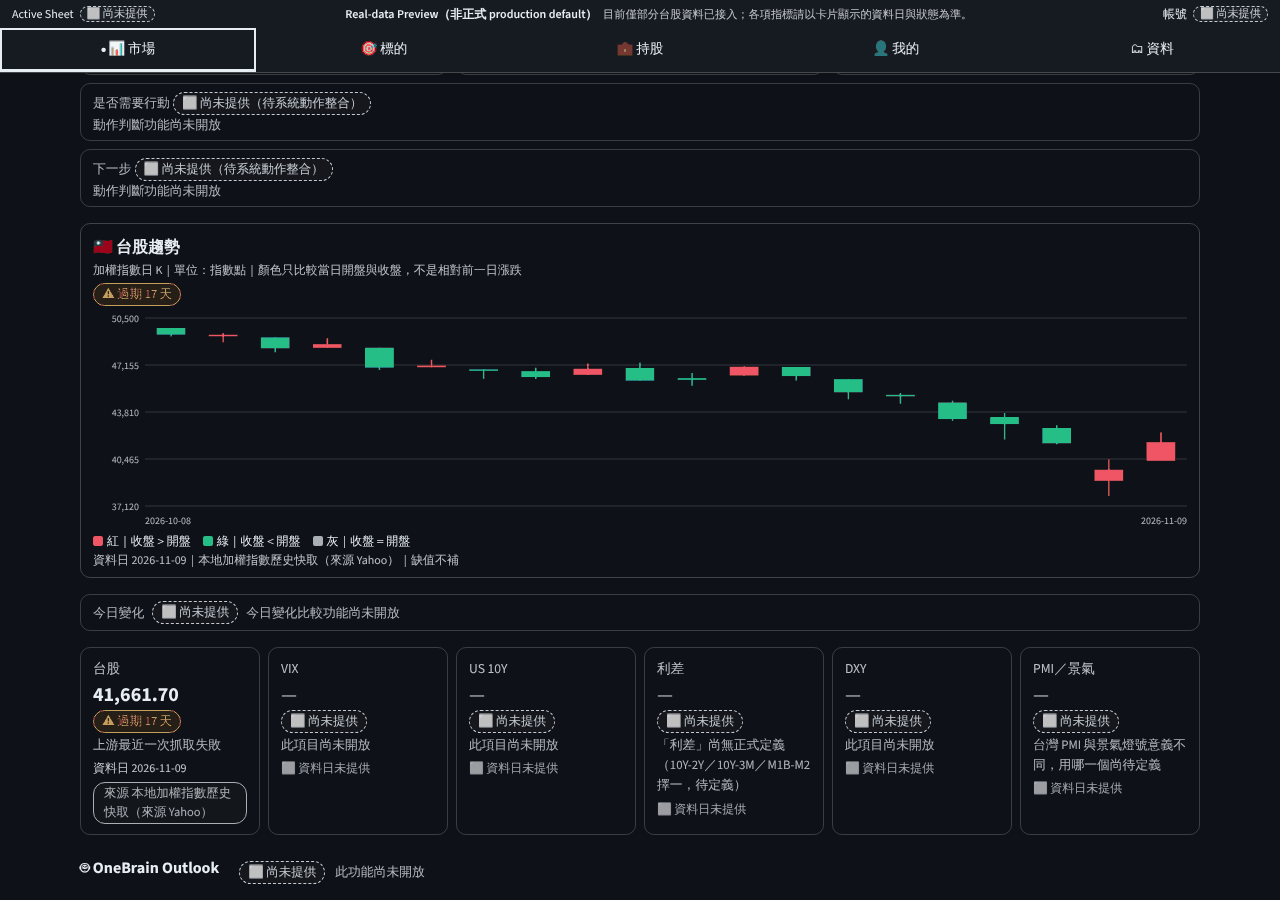 Active Sheet ⬜ 尚未提供
Real-data Preview（非正式 production default） 目前僅部分台股資料已接入；各項指標請以卡片顯示的資料日與狀態為準。
帳號 ⬜ 尚未提供
•📊 市場
🎯 標的
💼 持股
👤 我的
🗂 資料
是否需要行動 ⬜ 尚未提供（待系統動作整合）
動作判斷功能尚未開放
下一步 ⬜ 尚未提供（待系統動作整合）
動作判斷功能尚未開放
🇹🇼 台股趨勢
加權指數日 K｜單位：指數點｜顏色只比較當日開盤與收盤，不是相對前一日漲跌
⚠ 過期 17 天
50,500
47,155
43,810
40,465
37,120
2026-10-08
2026-11-09
紅｜收盤＞開盤 綠｜收盤＜開盤 灰｜收盤＝開盤
資料日 2026-11-09｜本地加權指數歷史快取（來源 Yahoo）｜缺值不補
今日變化 ⬜ 尚未提供 今日變化比較功能尚未開放
台股
41,661.70
⚠ 過期 17 天
上游最近一次抓取失敗
資料日 2026-11-09
來源 本地加權指數歷史
快取（來源 Yahoo）
VIX
—
⬜ 尚未提供
此項目尚未開放
⬜ 資料日未提供
US 10Y
—
⬜ 尚未提供
此項目尚未開放
⬜ 資料日未提供
利差
—
⬜ 尚未提供
「利差」尚無正式定義
（10Y-2Y／10Y-3M／M1B-M2
擇一，待定義）
⬜ 資料日未提供
DXY
—
⬜ 尚未提供
此項目尚未開放
⬜ 資料日未提供
PMI／景氣
—
⬜ 尚未提供
台灣 PMI 與景氣燈號意義不
同，用哪一個尚待定義
⬜ 資料日未提供
OneBrain Outlook ⬜ 尚未提供 此功能尚未開放